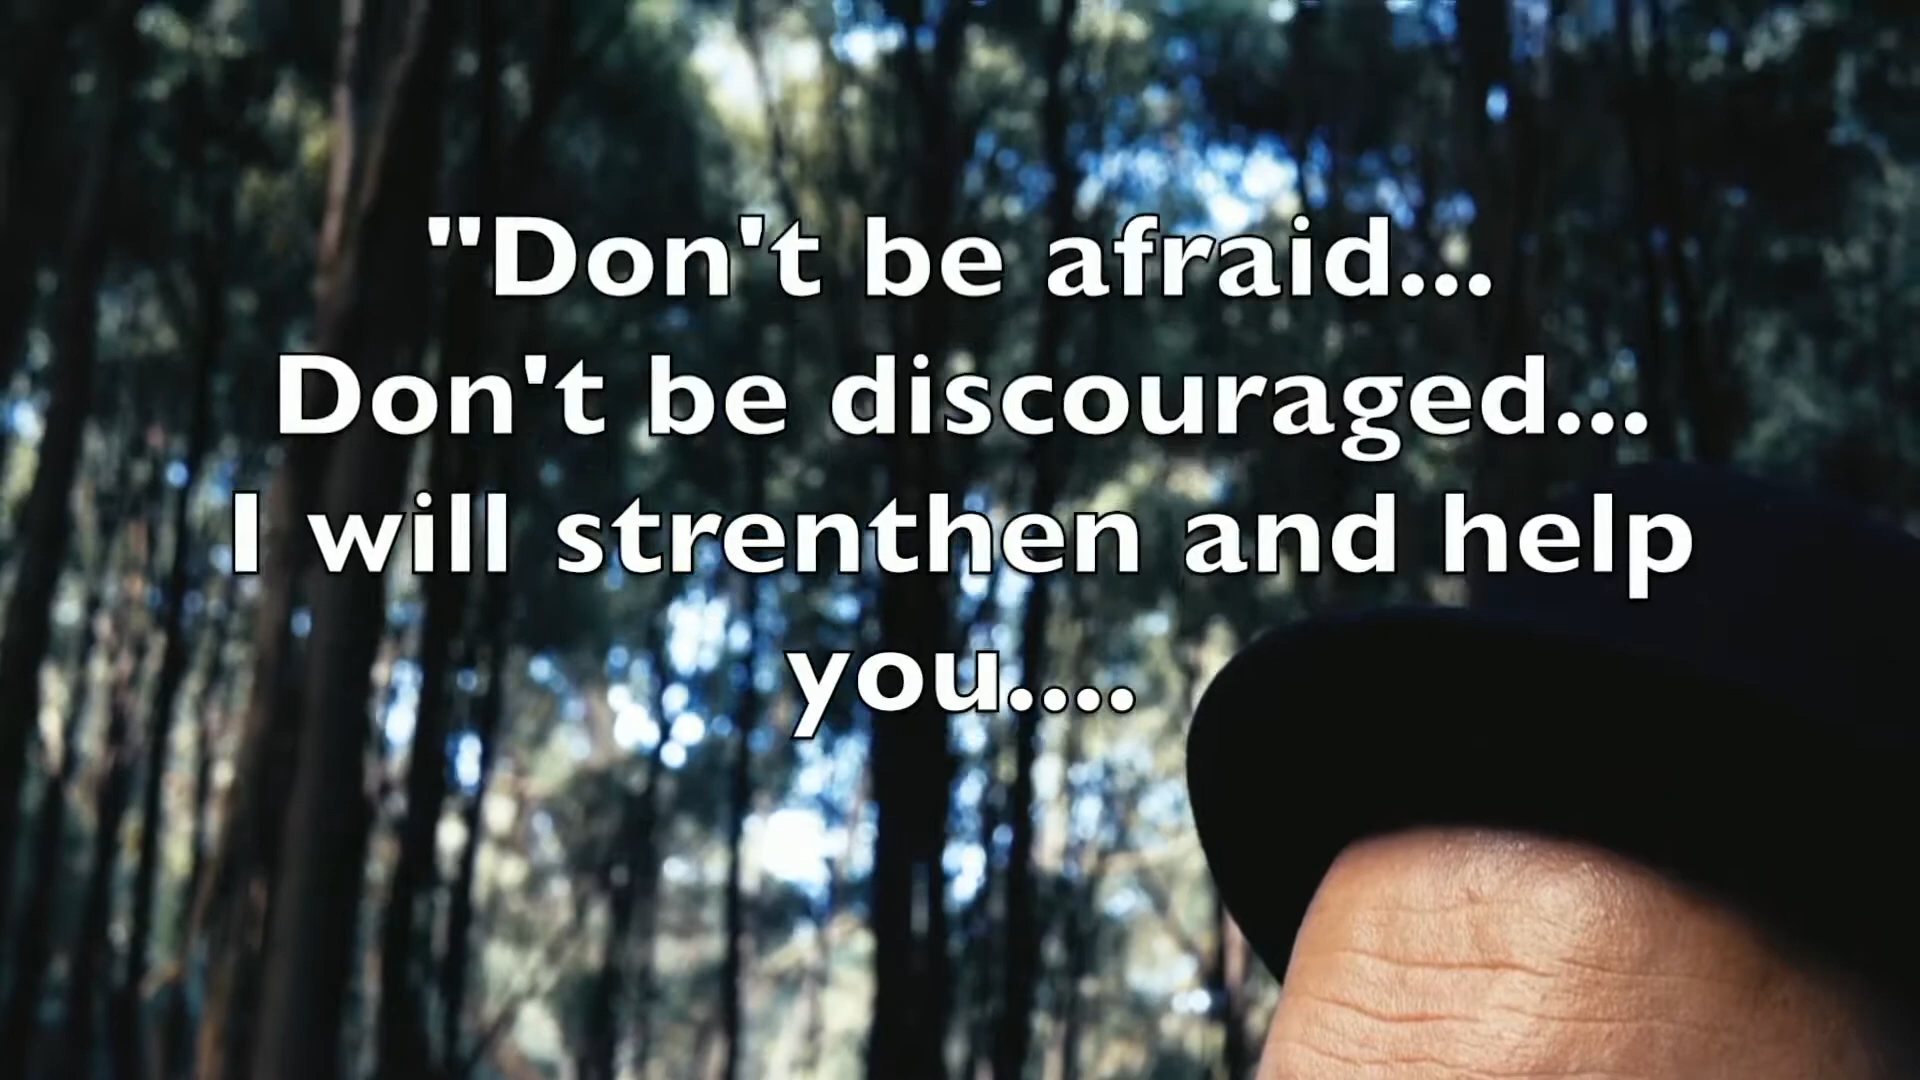 "Don't be afraid...
Don't be discouraged...
I will strenthen and help
you....